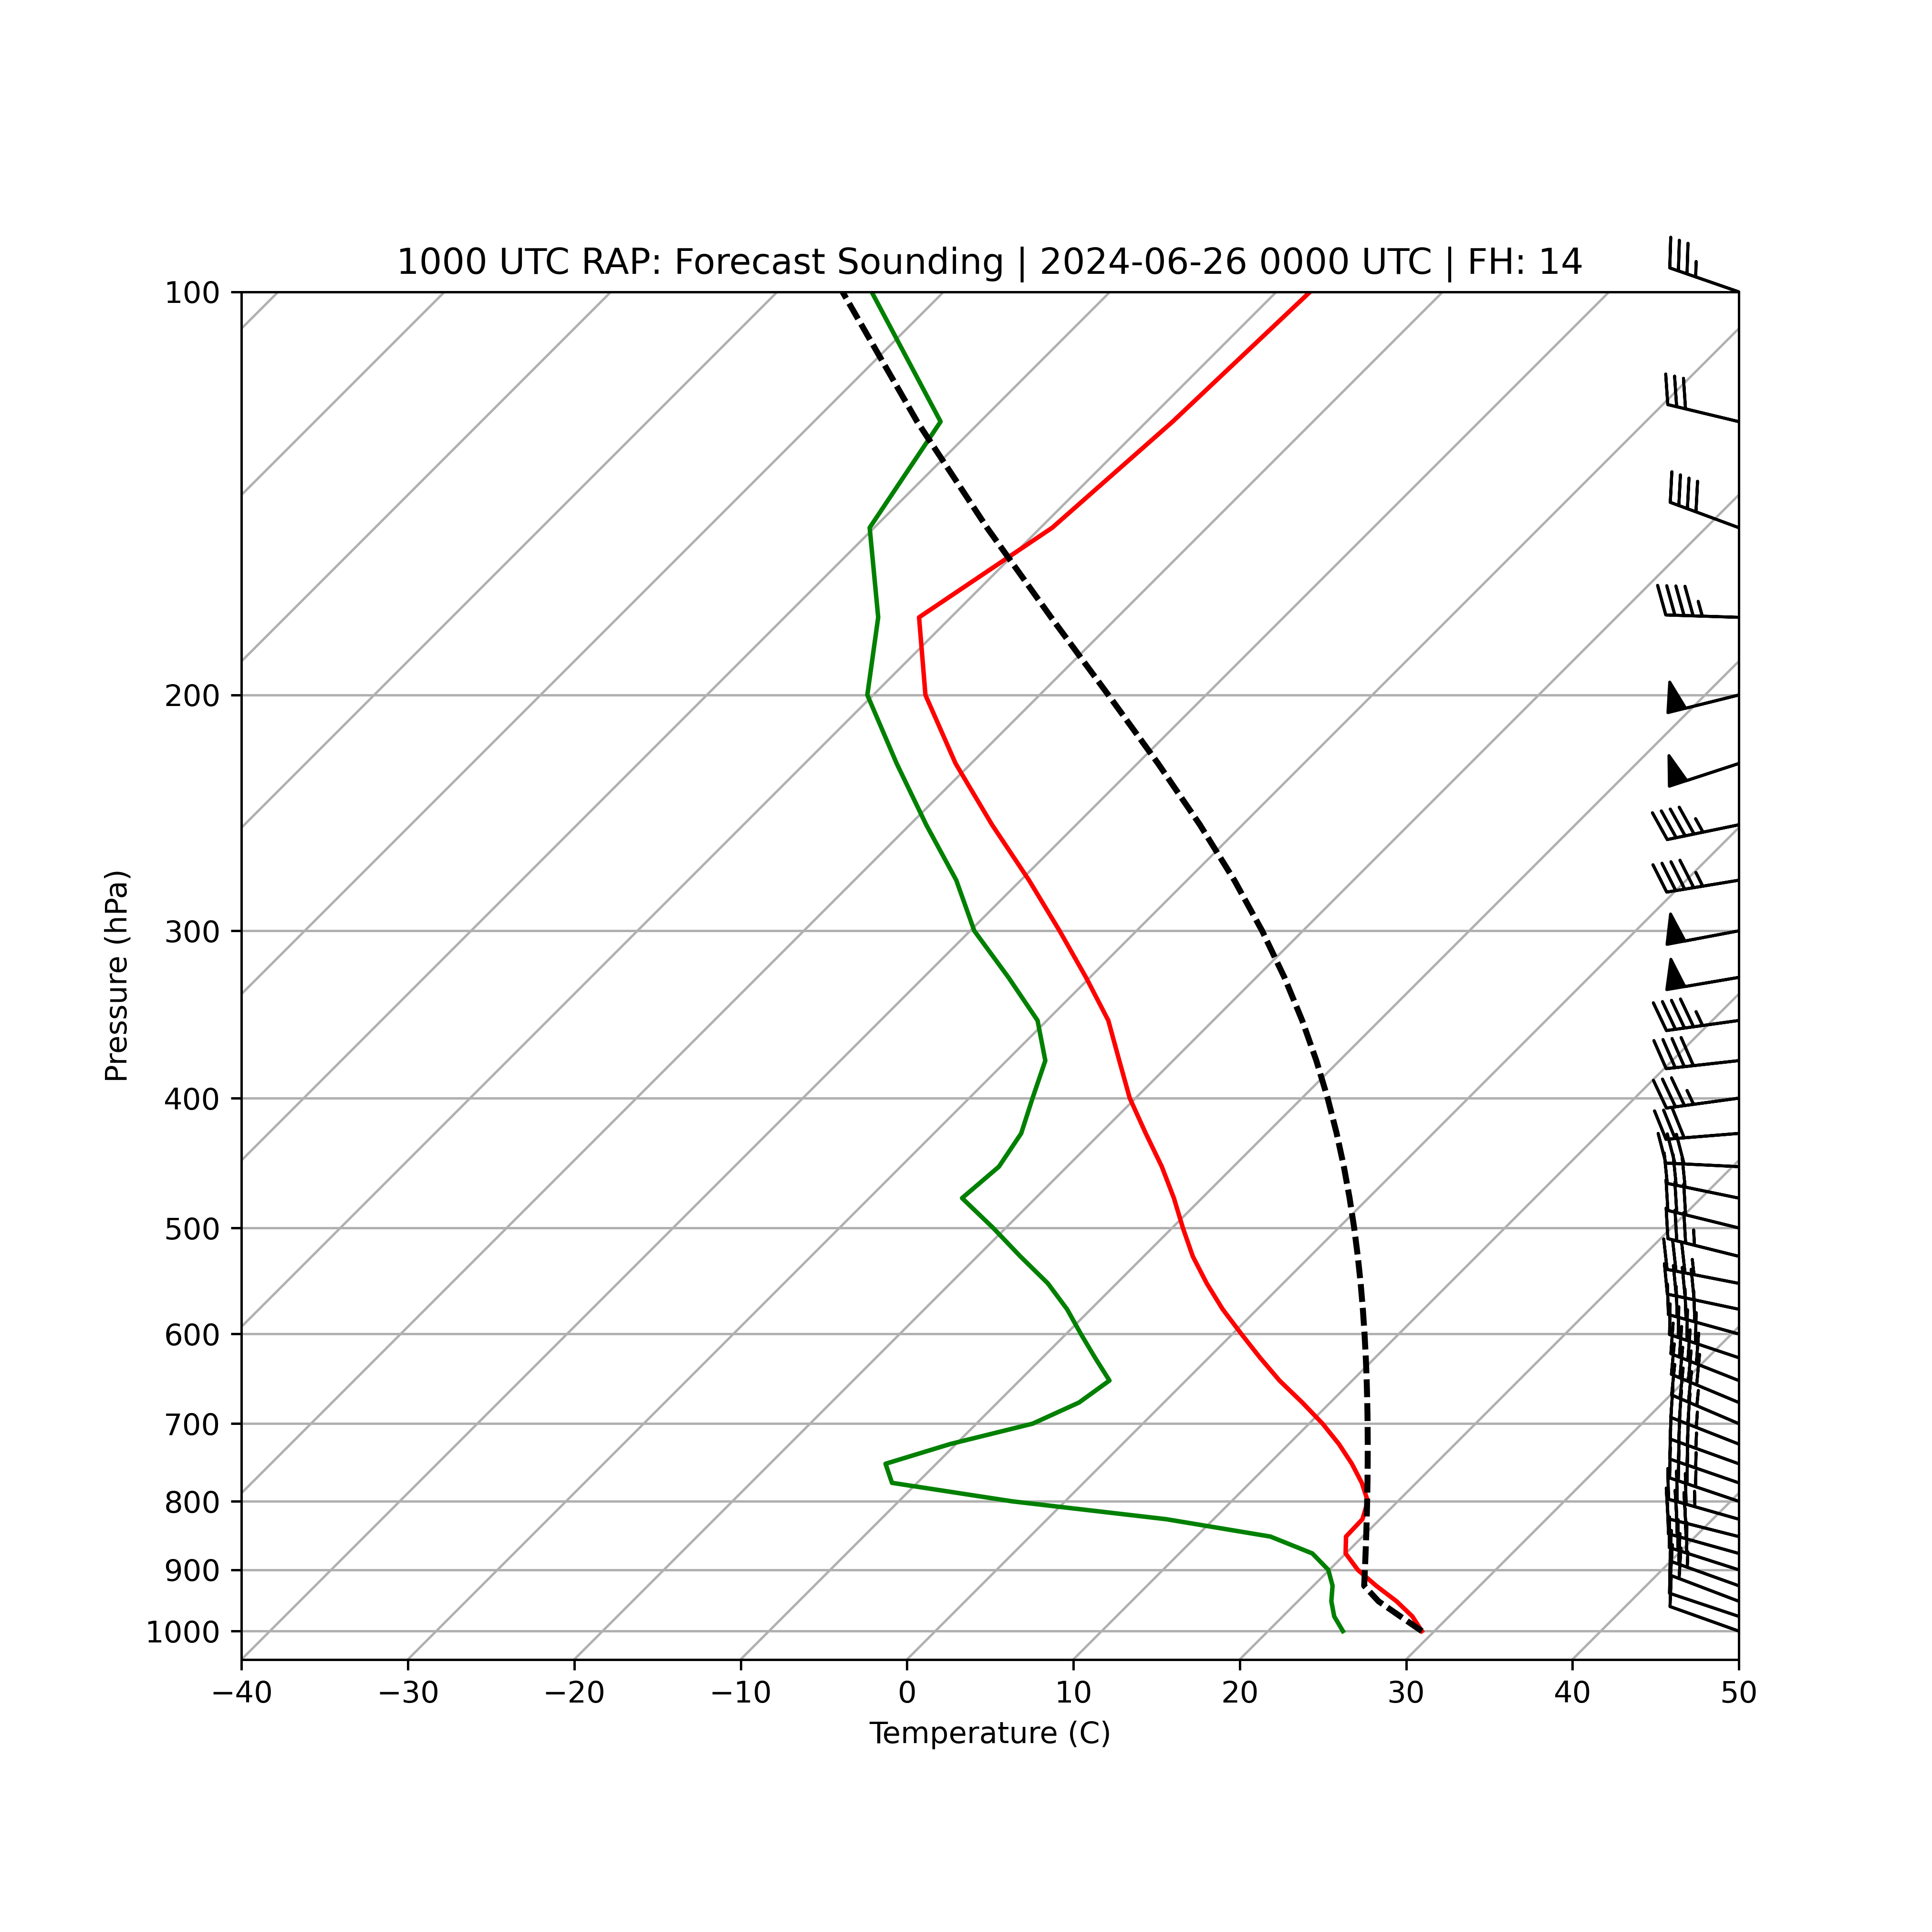 1000 UTC RAP: Forecast Sounding | 2024-06-26 0000 UTC | FH: 14
100
200
300
400
500
600
700
800
900
1000
Pressure (hPa)
−40 −30 −20 −10 0 10 20 30 40 50
Temperature (C)